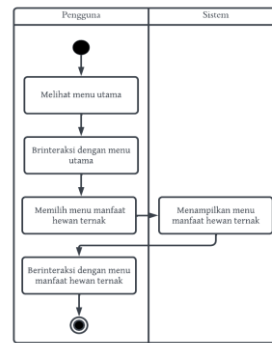 Pengguna
Sistem
Melihat menu utama
Brinteraksi dengan menu
utama
Memilih menu manfaat
hewan ternak
Menampilkan menu
manfaat hewan ternak
Berinteraksi dengan menu
manfaat hewan ternak